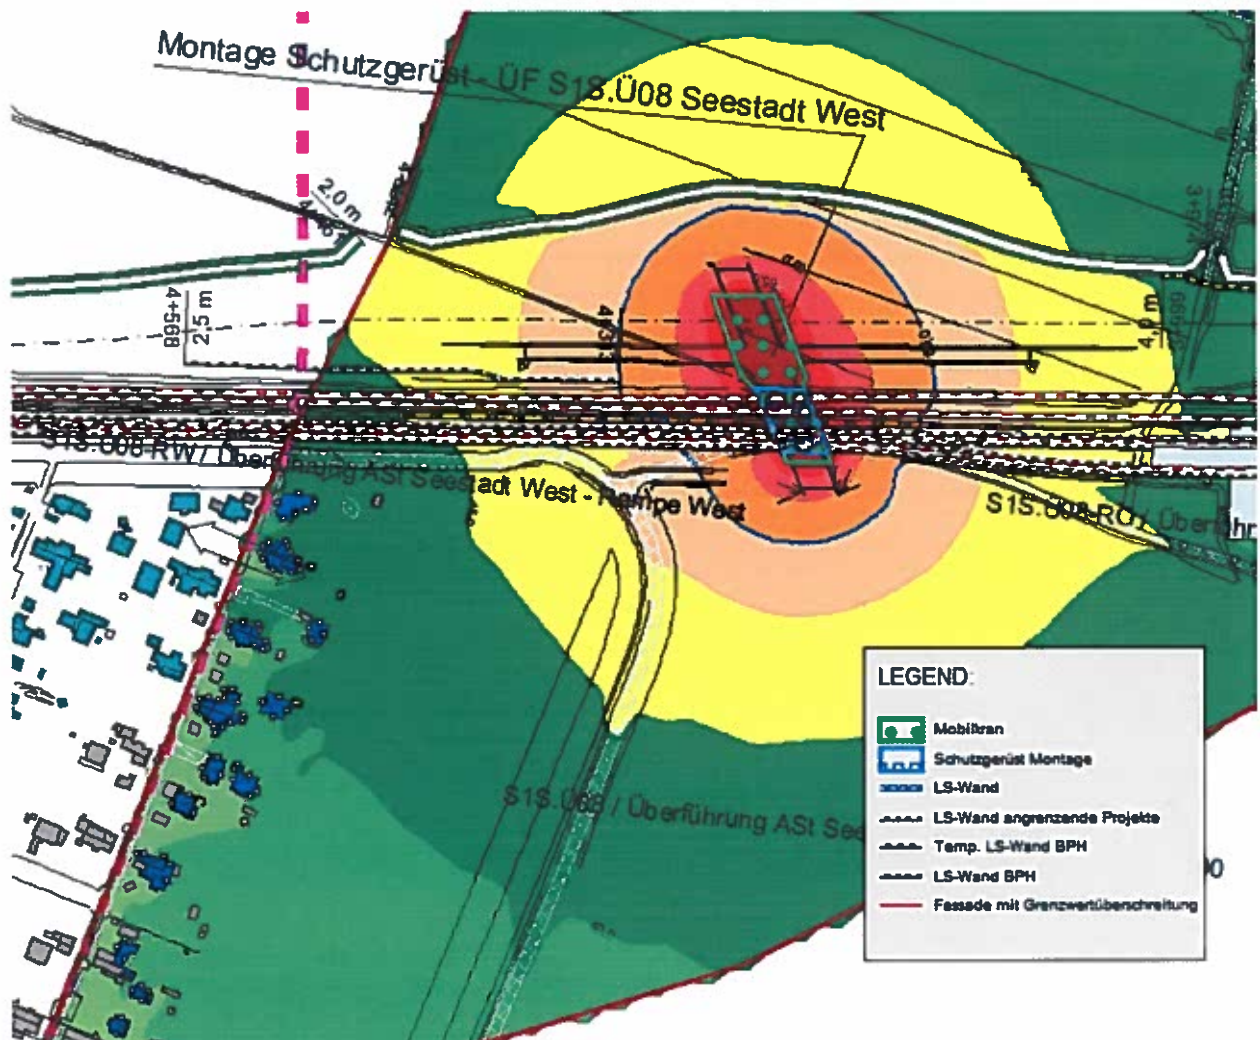 Montage Schutzgerüst - ÜF S1S.Ü08 Seestadt West
2.0 m
4+568
2,5 m
4,0 m
S1S.Ü08-RW / Überführung ASt Seestadt West - Rampe West
S1S.Ü08-RO / Überführ
S1S.Ü08 / Überführung ASt See
LEGEND:
Mobilkran
Schutzgerüst Montage
LS-Wand
LS-Wand angrenzende Projekte
Temp. LS-Wand BPH
LS-Wand BPH
Fassade mit Grenzwertüberschreitung